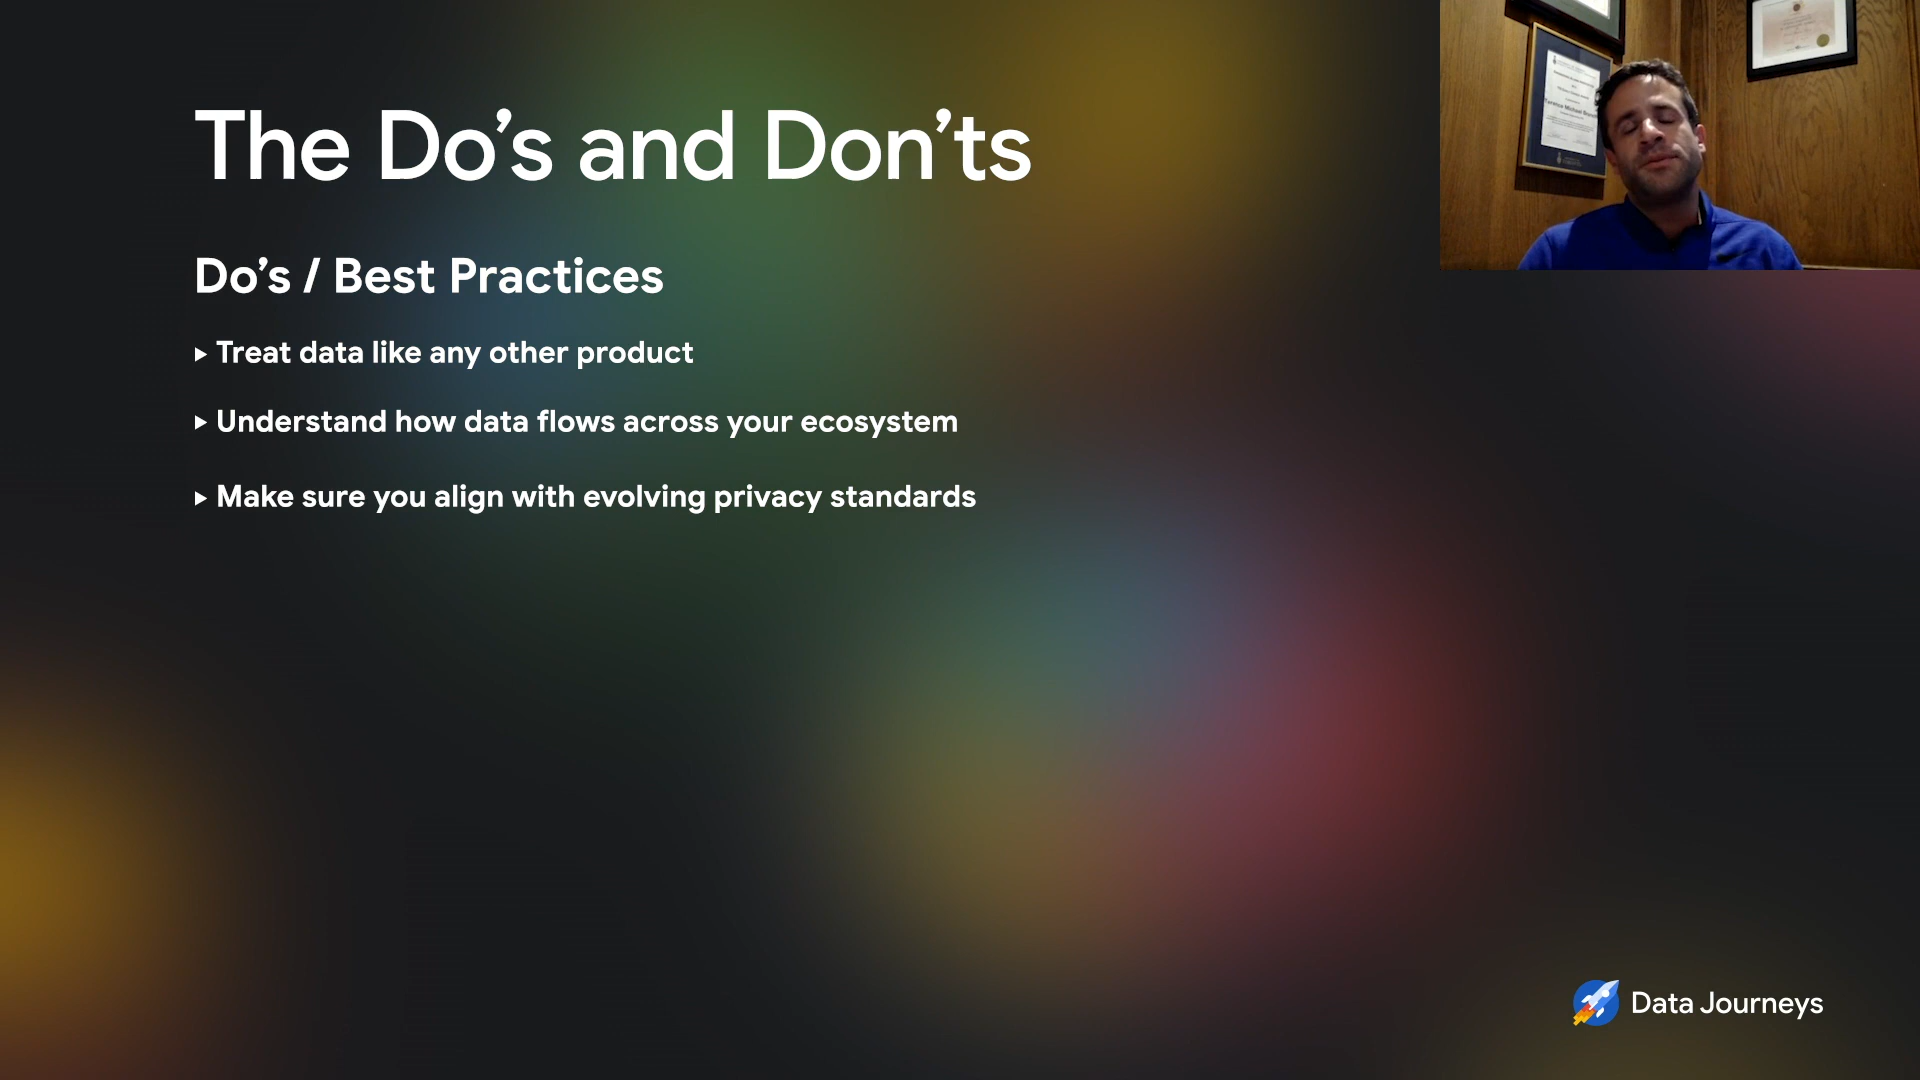 The Do’s and Don’ts
Do’s / Best Practices
▸ Treat data like any other product
▸ Understand how data flows across your ecosystem
▸ Make sure you align with evolving privacy standards
Data Journeys